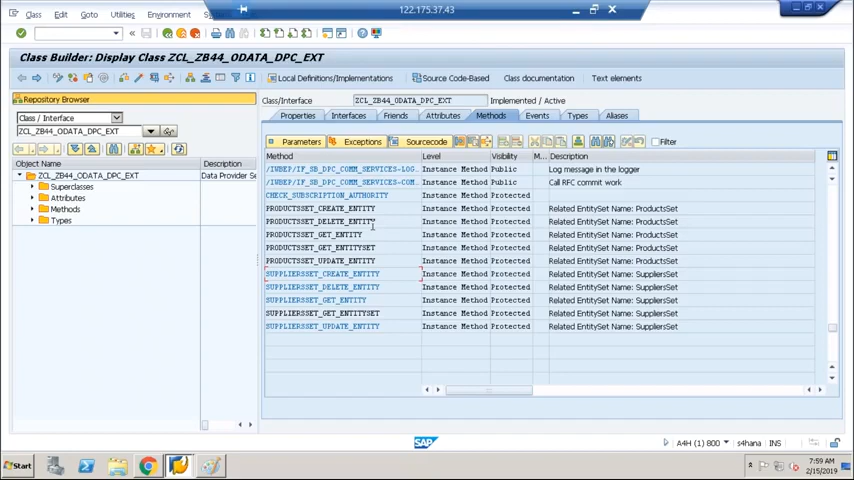 122.175.37.43
Class Edit Goto Utilities Environment
Class Builder: Display Class ZCL_ZB44_ODATA_DPC_EXT
Local Definitions/Implementations Source Code-Based Class documentation Text elements
Repository Browser
Class / Interface
ZCL_ZB44_ODATA_DPC_EXT
Object Name Description
ZCL_ZB44_ODATA_DPC_EXT Data Provider S
Superclasses
Attributes
Methods
Types
Class/Interface ZCL_ZB44_ODATA_DPC_EXT Implemented / Active
Properties Interfaces Friends Attributes Methods Events Types Aliases
Parameters Exceptions Sourcecode Filter
Method Level Visibility M... Description
/IWBEP/IF_SB_DPC_COMM_SERVICES~LOG.. Instance Method Public Log message in the logger
/IWBEP/IF_SB_DPC_COMM_SERVICES~COM.. Instance Method Public Call RFC commit work
CHECK_SUBSCRIPTION_AUTHORITY Instance Method Protected
PRODUCTSSET_CREATE_ENTITY Instance Method Protected Related EntitySet Name: ProductsSet
PRODUCTSSET_DELETE_ENTITY Instance Method Protected Related EntitySet Name: ProductsSet
PRODUCTSSET_GET_ENTITY Instance Method Protected Related EntitySet Name: ProductsSet
PRODUCTSSET_GET_ENTITYSET Instance Method Protected Related EntitySet Name: ProductsSet
PRODUCTSSET_UPDATE_ENTITY Instance Method Protected Related EntitySet Name: ProductsSet
SUPPLIERSSET_CREATE_ENTITY Instance Method Protected Related EntitySet Name: SuppliersSet
SUPPLIERSSET_DELETE_ENTITY Instance Method Protected Related EntitySet Name: SuppliersSet
SUPPLIERSSET_GET_ENTITY Instance Method Protected Related EntitySet Name: SuppliersSet
SUPPLIERSSET_GET_ENTITYSET Instance Method Protected Related EntitySet Name: SuppliersSet
SUPPLIERSSET_UPDATE_ENTITY Instance Method Protected Related EntitySet Name: SuppliersSet
SAP
A4H (1) 800 s4hana INS
Start
7:59 AM
2/15/2019